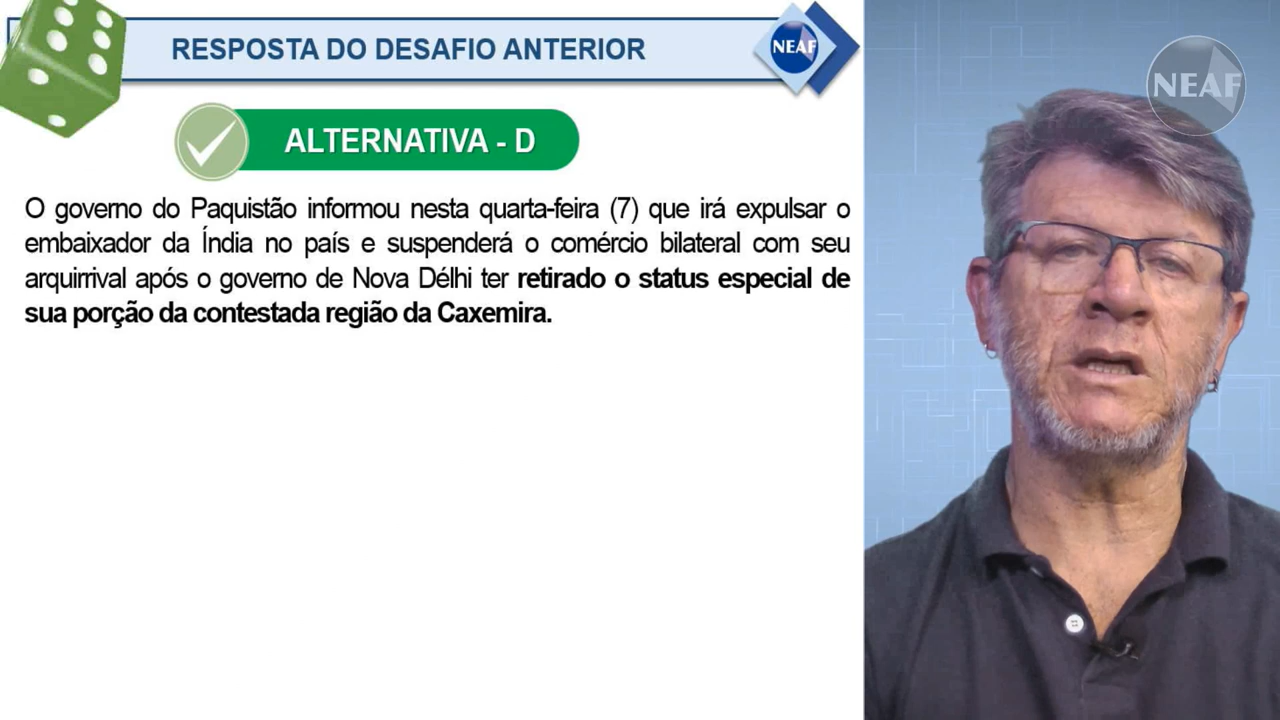 RESPOSTA DO DESAFIO ANTERIOR
NEAF
NEAF
ALTERNATIVA - D
O governo do Paquistão informou nesta quarta-feira (7) que irá expulsar o
embaixador da Índia no país e suspenderá o comércio bilateral com seu
arquirrival após o governo de Nova Délhi ter retirado o status especial de
sua porção da contestada região da Caxemira.